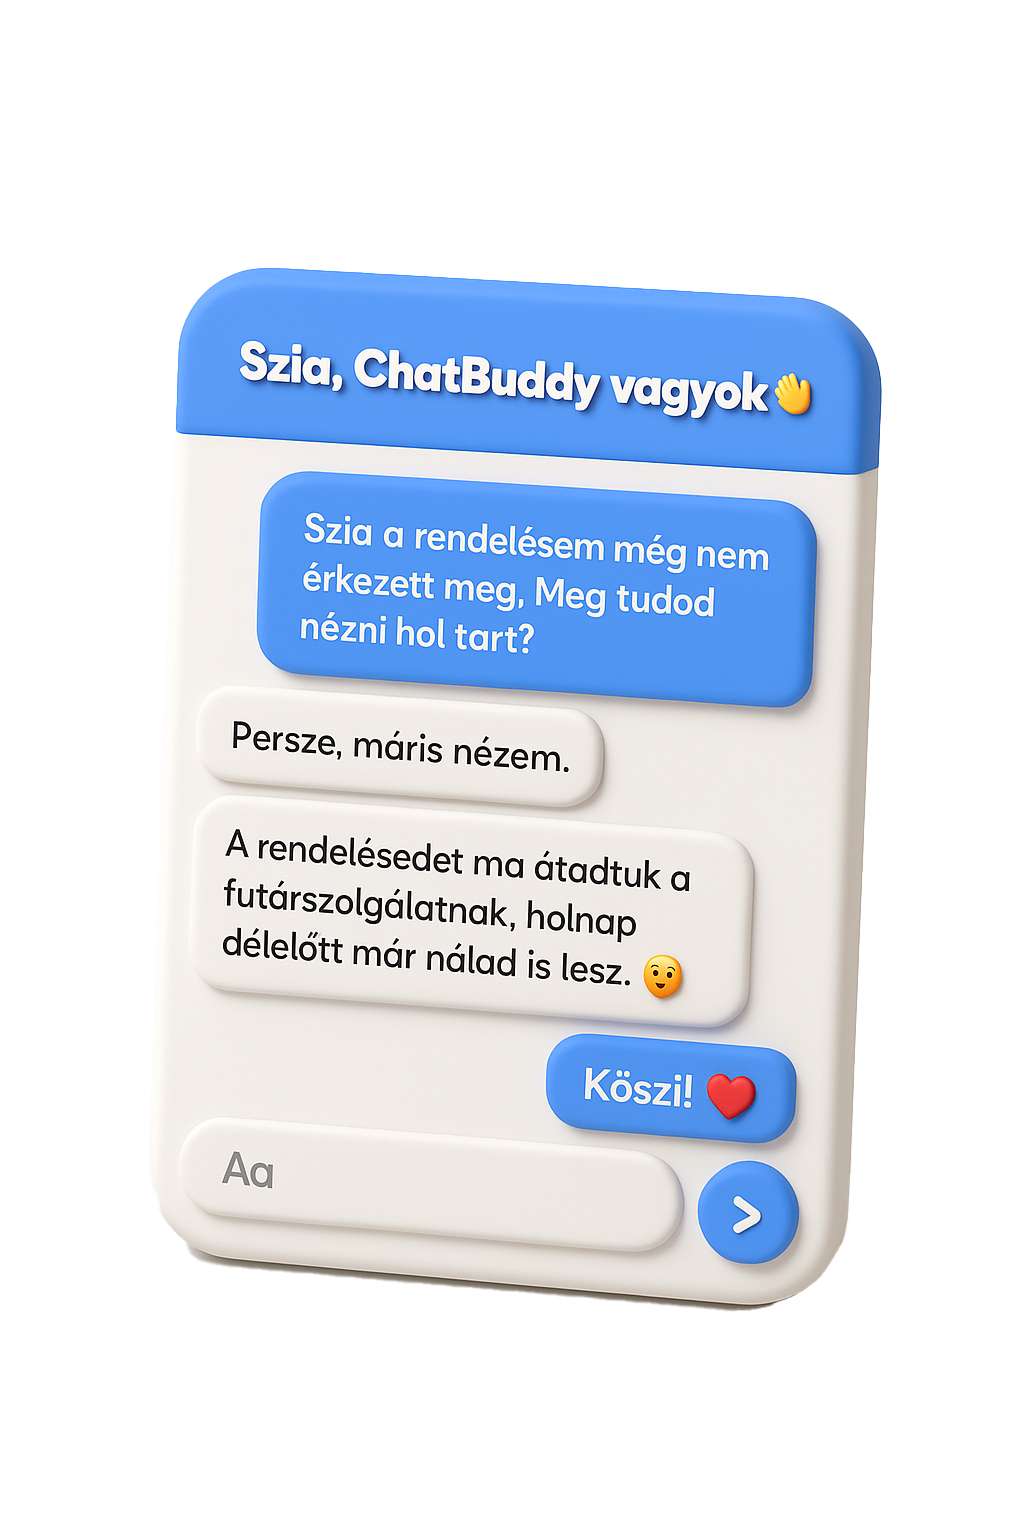 Szia, ChatBuddy vagyok👋
Szia a rendelésem még nem
érkezett meg, Meg tudod
nézni hol tart?
Persze, máris nézem.
A rendelésedet ma átadtuk a
futárszolgálatnak, holnap
délelőtt már nálad is lesz. 😉
Köszi! ❤️
Aa